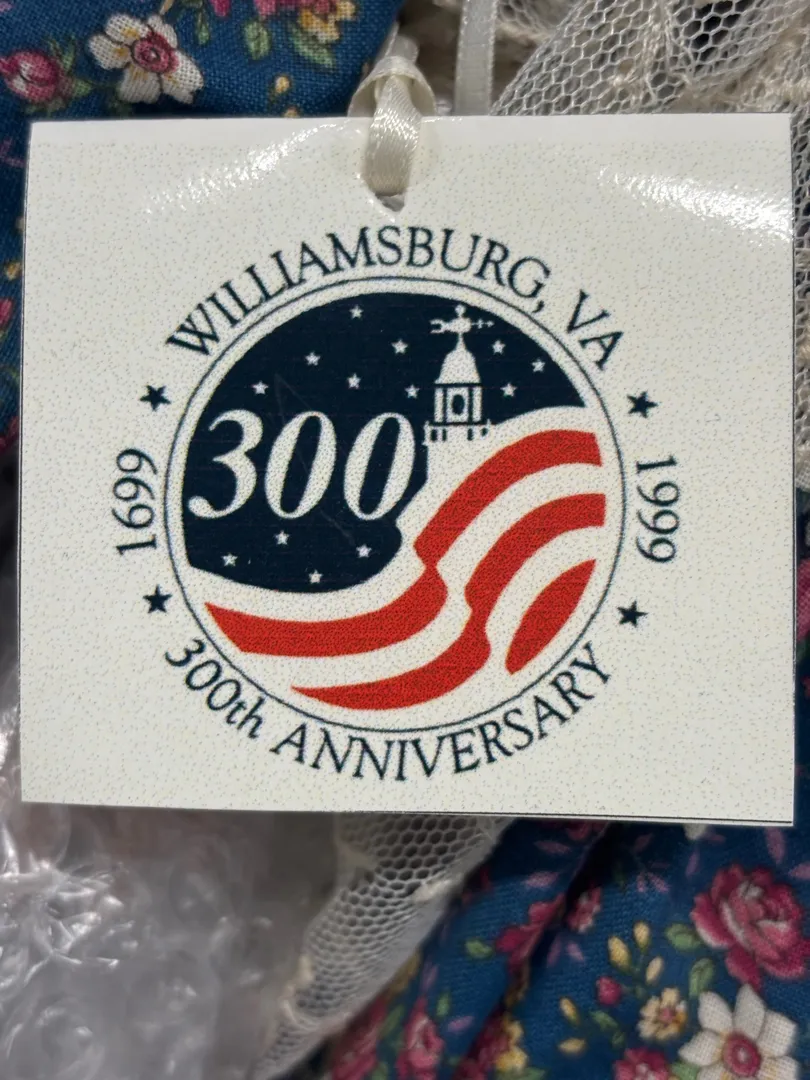 WILLIAMSBURG, VA
300
1699
1999
300th ANNIVERSARY